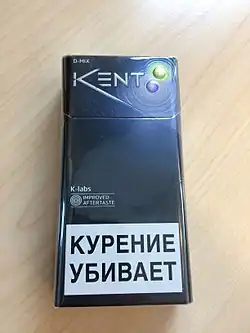 D-MIX
KENT
K-labs
IMPROVED
AFTERTASTE
КУРЕНИЕ
УБИВАЕТ